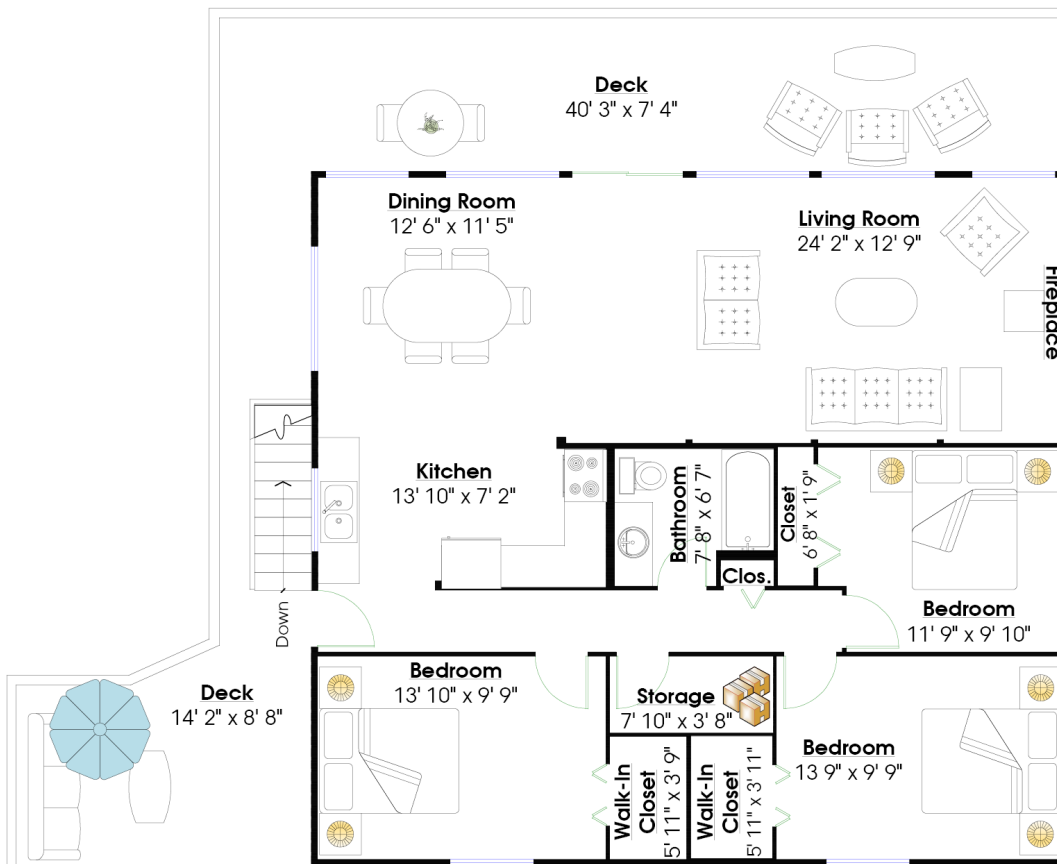 Deck
40' 3" x 7' 4"
Dining Room
12' 6" x 11' 5"
Living Room
24' 2" x 12' 9"
Fireplace
Kitchen
13' 10" x 7' 2"
Bathroom
7' 8" x 6' 7"
Closet
6' 8" x 1' 9"
Clos.
Bedroom
11' 9" x 9' 10"
Down
Deck
14' 2" x 8' 8"
Bedroom
13' 10" x 9' 9"
Storage
7' 10" x 3' 8"
Walk-In
Closet
5' 11" x 3' 9"
Walk-In
Closet
5' 11" x 3' 11"
Bedroom
13 9" x 9' 9"